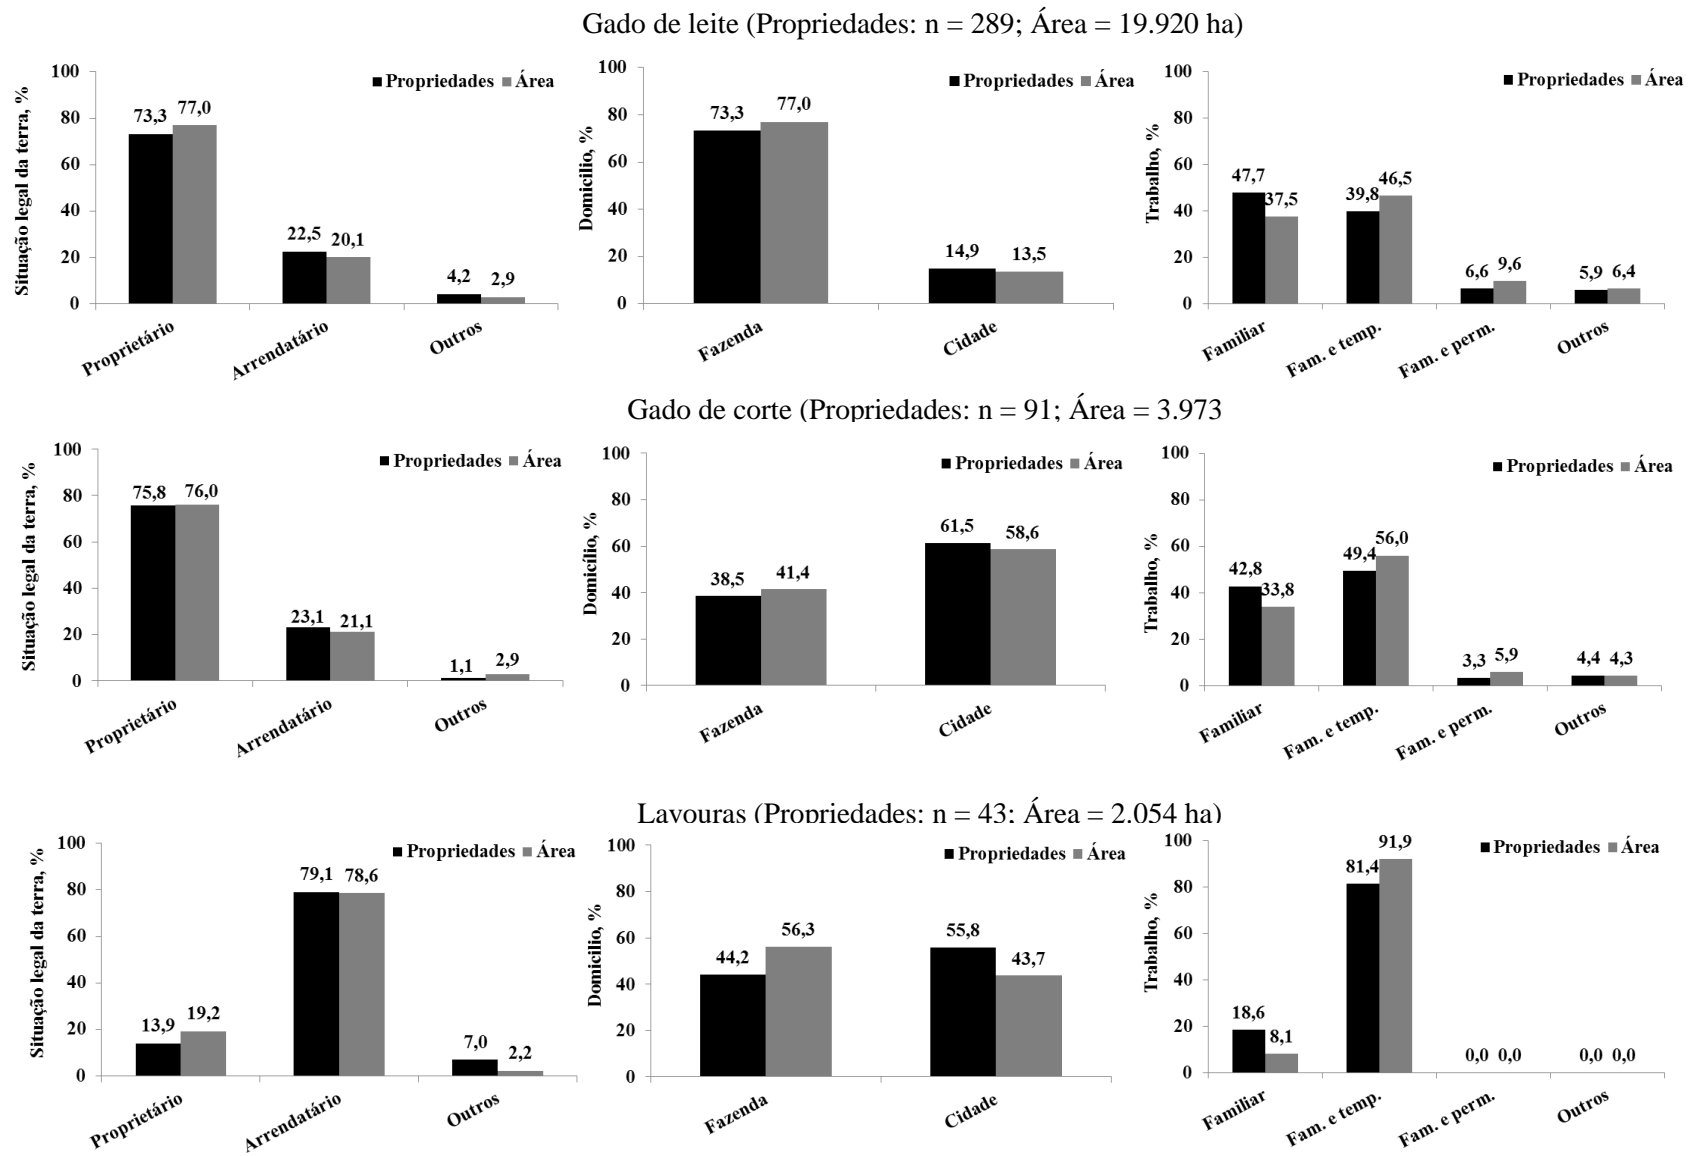 Gado de leite (Propriedades: n = 289; Área = 19.920 ha)
Situação legal da terra, %
100
80
60
40
20
0
Propriedades Área
73,3 77,0
22,5 20,1
4,2 2,9
Proprietário Arrendatário Outros
Domicilio, %
100
80
60
40
20
0
Propriedades Área
73,3 77,0
14,9 13,5
Fazenda Cidade
Trabalho, %
100
80
60
40
20
0
Propriedades Área
47,7 37,5
39,8 46,5
6,6 9,6
5,9 6,4
Familiar Fam. e temp. Fam. e perm. Outros
Gado de corte (Propriedades: n = 91; Área = 3.973
Situação legal da terra, %
100
80
60
40
20
0
Propriedades Área
75,8 76,0
23,1 21,1
1,1 2,9
Proprietário Arrendatário Outros
Domicílio, %
100
80
60
40
20
0
Propriedades Área
38,5 41,4
61,5 58,6
Fazenda Cidade
Trabalho, %
100
80
60
40
20
0
Propriedades Área
42,8 33,8
49,4 56,0
3,3 5,9
4,4 4,3
Familiar Fam. e temp. Fam. e perm. Outros
Lavouras (Propriedades: n = 43; Área = 2.054 ha)
Situação legal da terra, %
100
80
60
40
20
0
Propriedades Área
13,9 19,2
79,1 78,6
7,0 2,2
Proprietário Arrendatário Outros
Domicilio, %
100
80
60
40
20
0
Propriedades Área
44,2 56,3
55,8 43,7
Fazenda Cidade
Trabalho, %
100
80
60
40
20
0
Propriedades Área
18,6 8,1
81,4 91,9
0,0 0,0
0,0 0,0
Familiar Fam. e temp. Fam. e perm. Outros